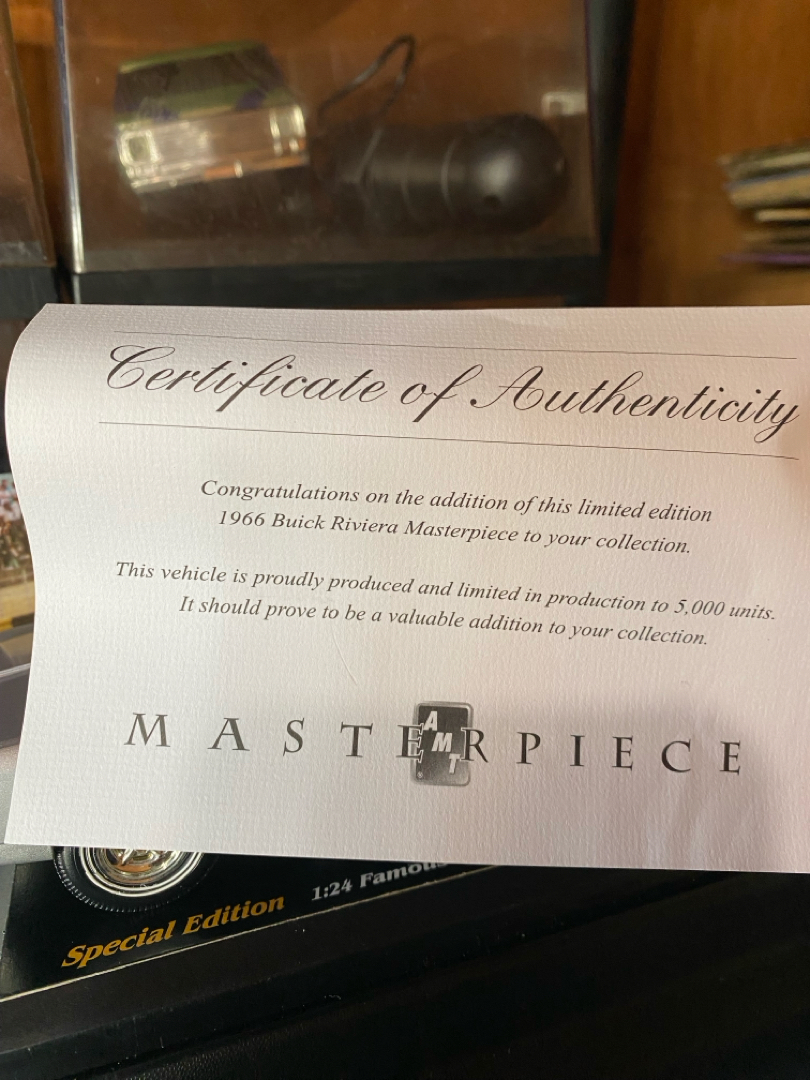 Certificate of Authenticity
Congratulations on the addition of this limited edition
1966 Buick Riviera Masterpiece to your collection.
This vehicle is proudly produced and limited in production to 5,000 units.
It should prove to be a valuable addition to your collection.
MASTERPIECE
AMT
®
Special Edition
1:24